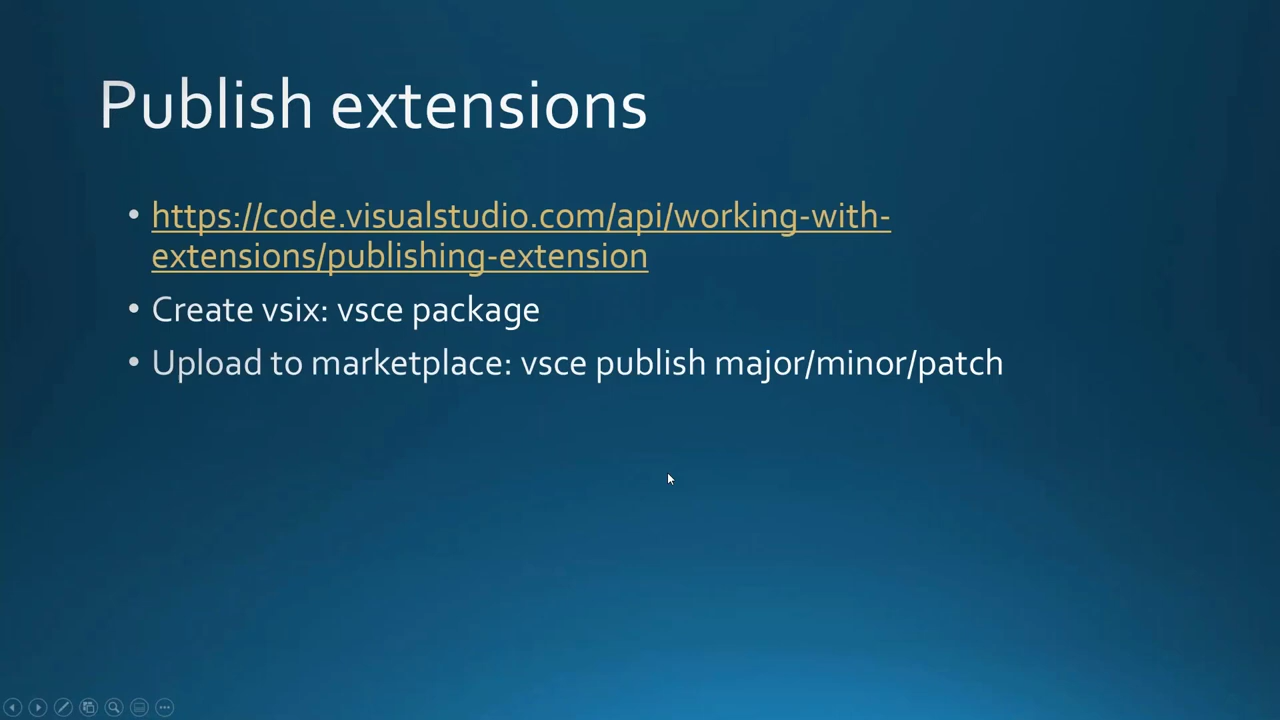 Publish extensions
• https://code.visualstudio.com/api/working-with-
extensions/publishing-extension
• Create vsix: vsce package
• Upload to marketplace: vsce publish major/minor/patch